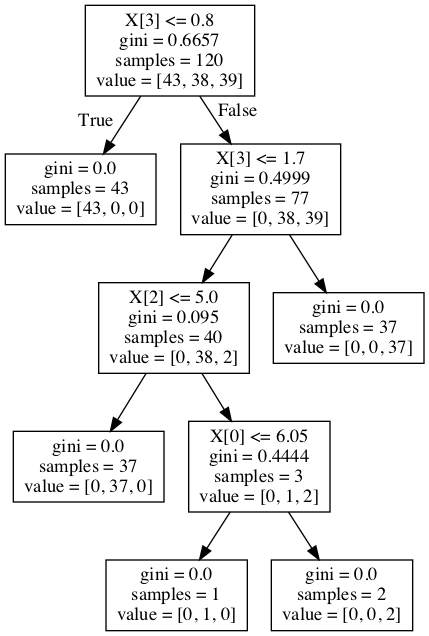 X[3] <= 0.8
gini = 0.6657
samples = 120
value = [43, 38, 39]
True
False
gini = 0.0
samples = 43
value = [43, 0, 0]
X[3] <= 1.7
gini = 0.4999
samples = 77
value = [0, 38, 39]
X[2] <= 5.0
gini = 0.095
samples = 40
value = [0, 38, 2]
gini = 0.0
samples = 37
value = [0, 0, 37]
gini = 0.0
samples = 37
value = [0, 37, 0]
X[0] <= 6.05
gini = 0.4444
samples = 3
value = [0, 1, 2]
gini = 0.0
samples = 1
value = [0, 1, 0]
gini = 0.0
samples = 2
value = [0, 0, 2]